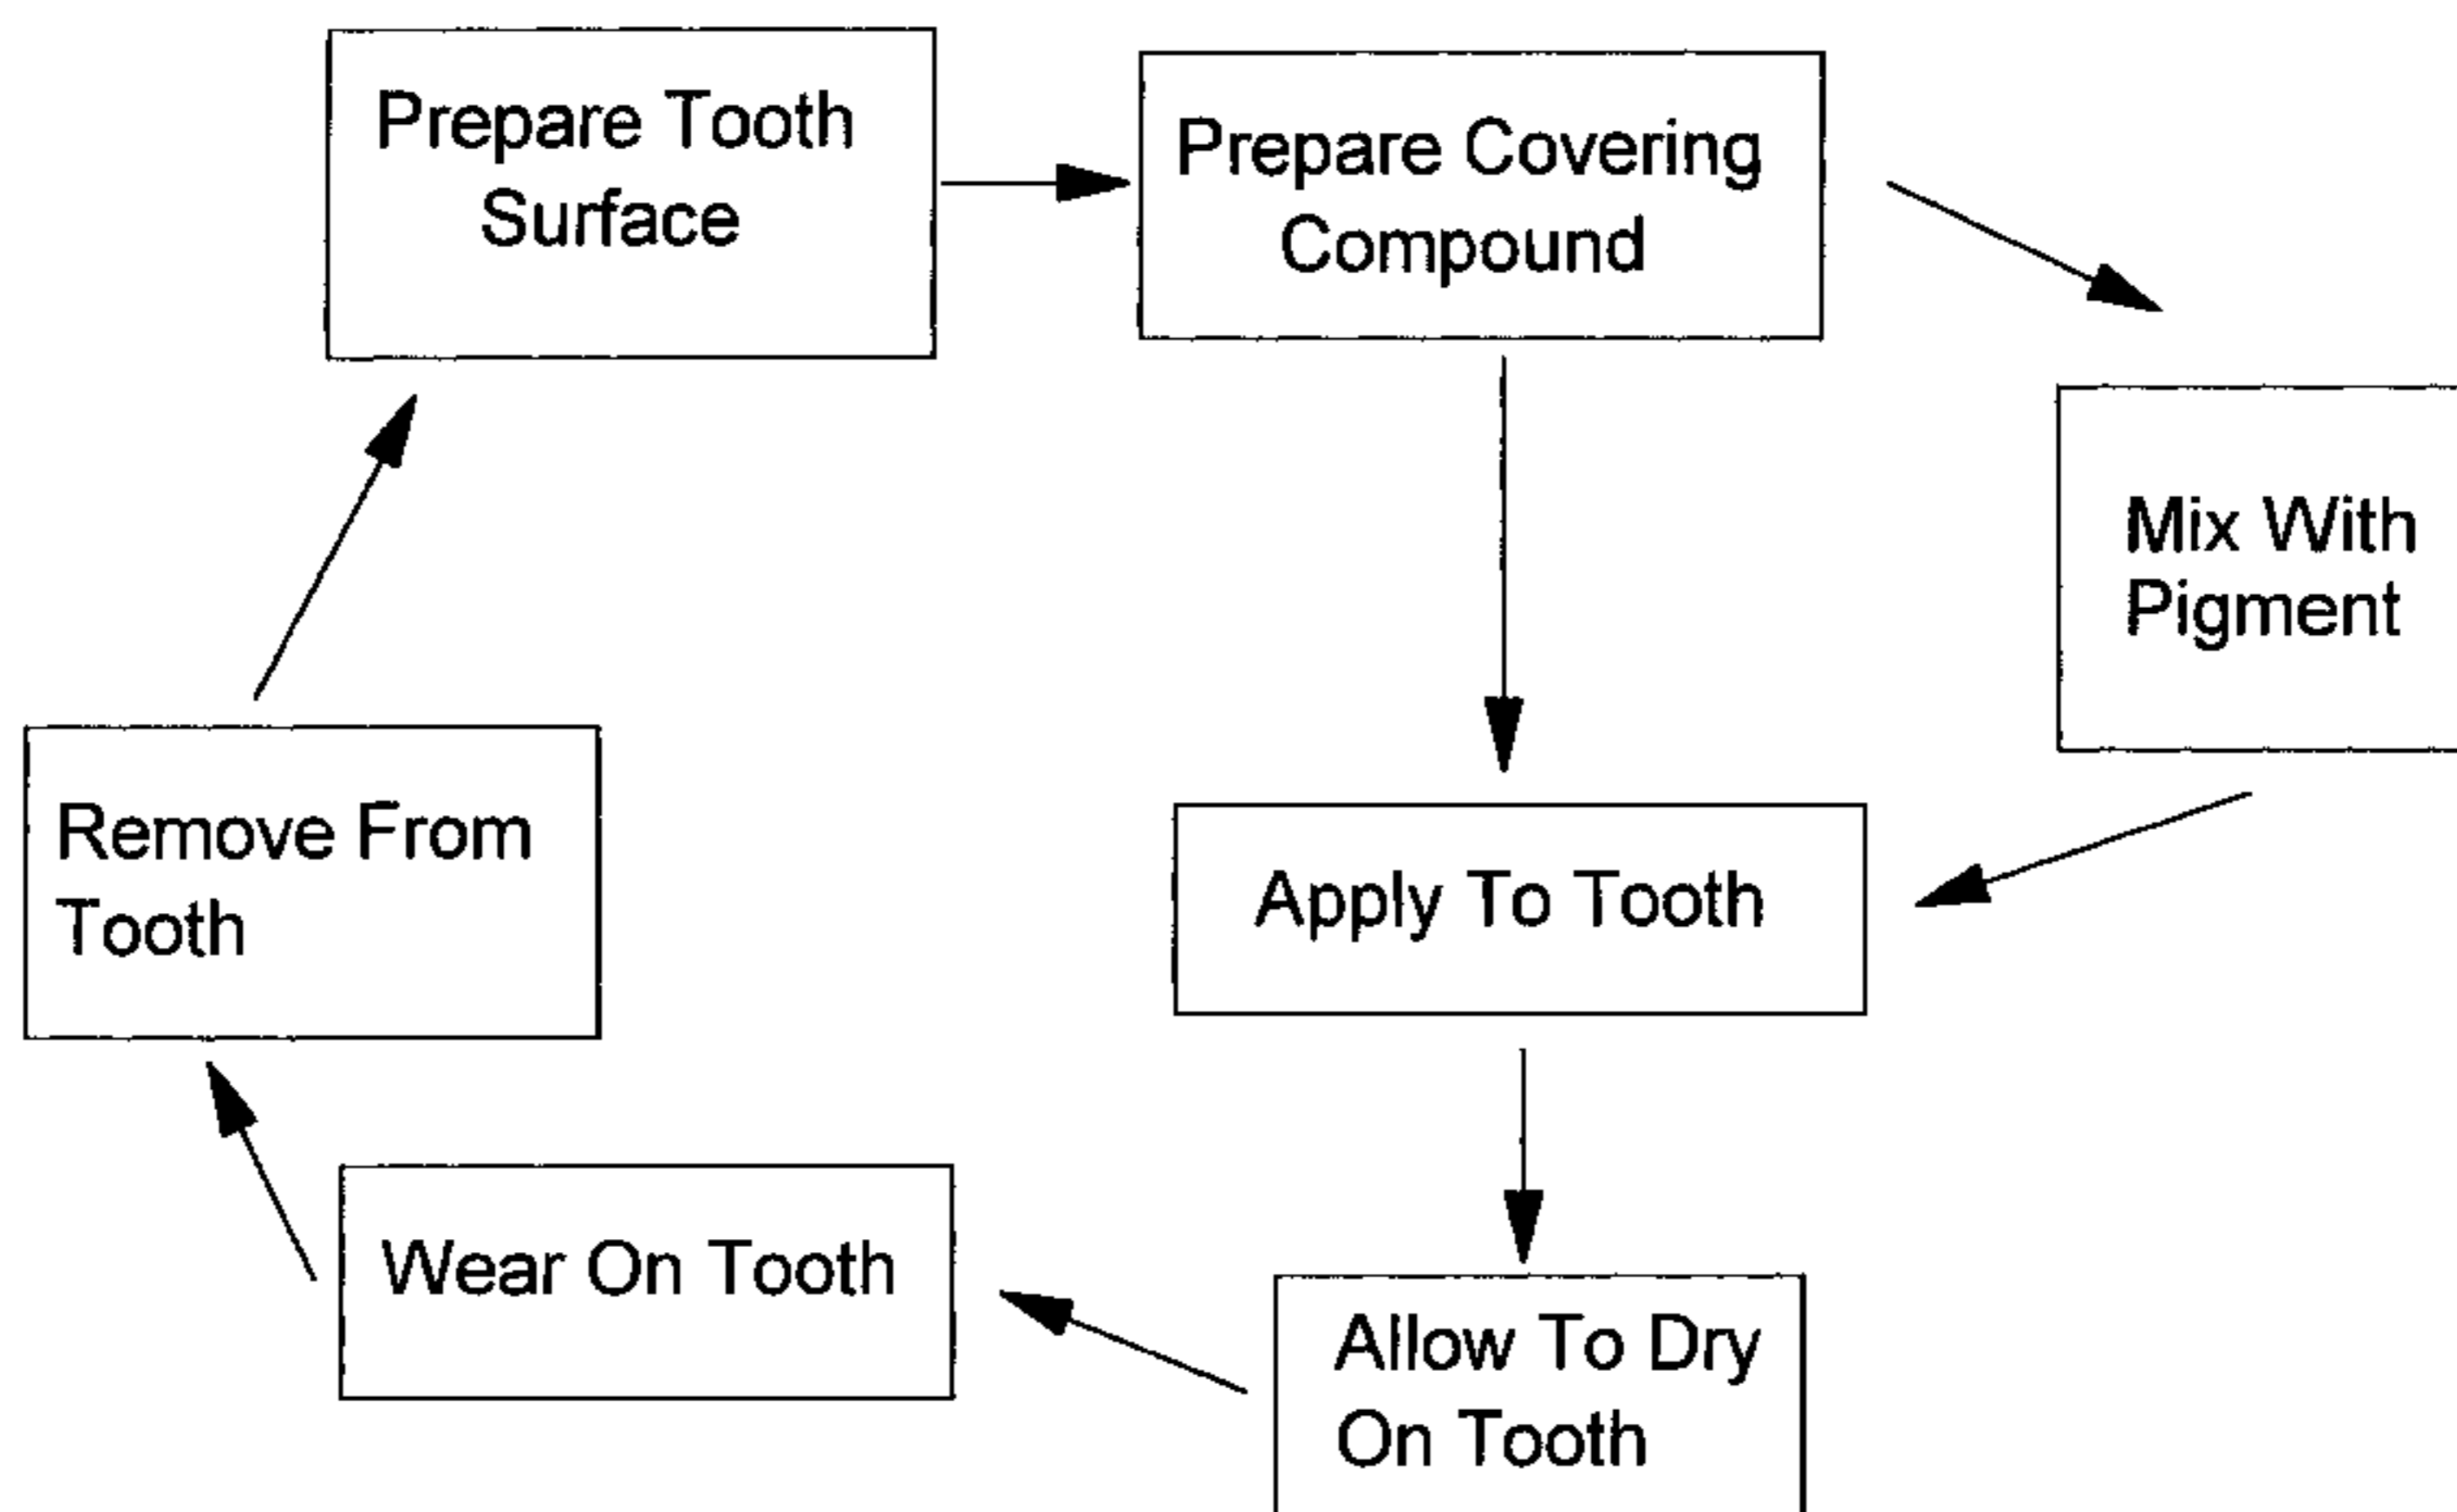 Prepare Tooth
Surface
Prepare Covering
Compound
Mix With
Pigment
Apply To Tooth
Allow To Dry
On Tooth
Wear On Tooth
Remove From
Tooth